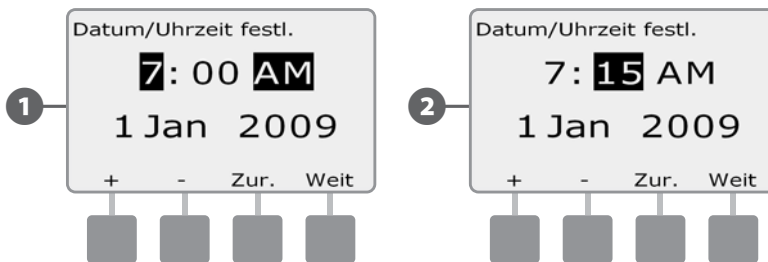 Datum/Uhrzeit festl.
7: 00 AM
1 Jan 2009
+ - Zur. Weit
1
Datum/Uhrzeit festl.
7: 15 AM
1 Jan 2009
+ - Zur. Weit
2